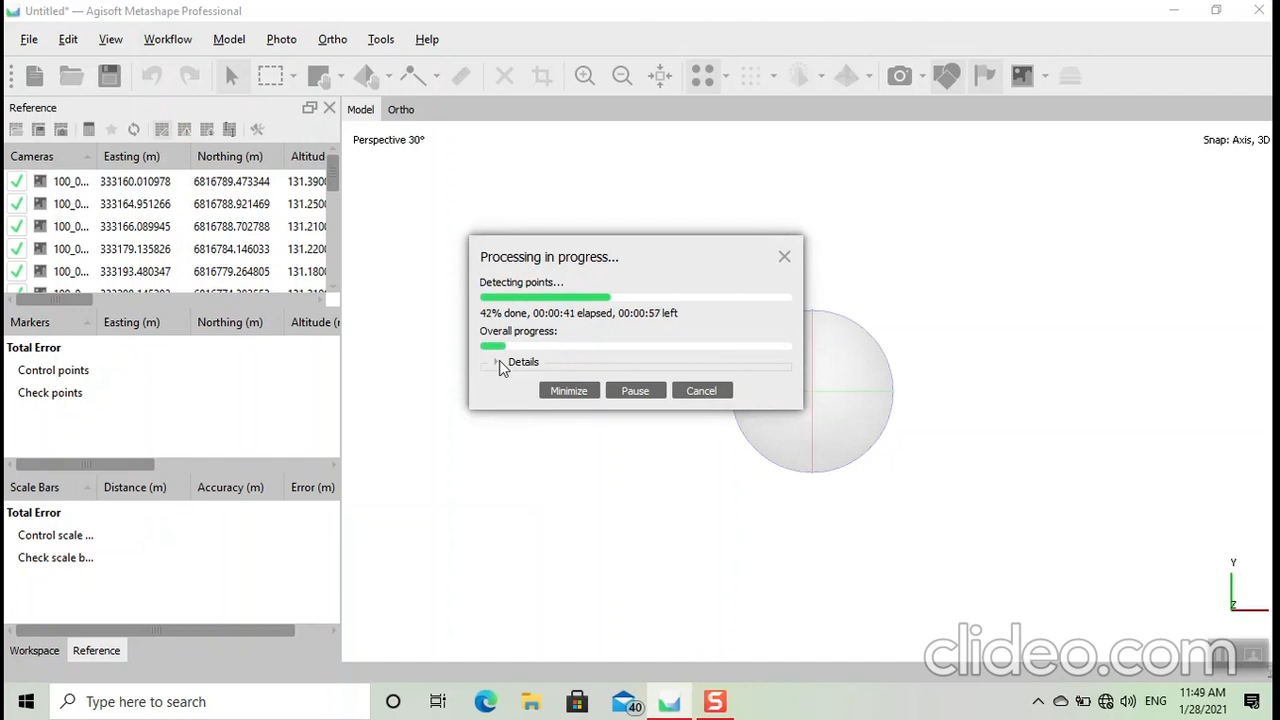 Untitled* — Agisoft Metashape Professional
File Edit View Workflow Model Photo Ortho Tools Help
Reference
Model Ortho
Perspective 30°
Snap: Axis, 3D
Cameras Easting (m) Northing (m) Altitud
100_0... 333160.010978 6816789.473344 131.3900
100_0... 333164.951266 6816788.921469 131.2500
100_0... 333166.089945 6816788.702788 131.2100
100_0... 333179.135826 6816784.146033 131.2200
100_0... 333193.480347 6816779.264805 131.1800
Markers Easting (m) Northing (m) Altitude (r
Total Error
Control points
Check points
Scale Bars Distance (m) Accuracy (m) Error (m)
Total Error
Control scale ...
Check scale b...
Workspace Reference
Processing in progress...
Detecting points...
42% done, 00:00:41 elapsed, 00:00:57 left
Overall progress:
Details
Minimize Pause Cancel
Y
Z
clideo.com
Type here to search
40
S
ENG
11:49 AM
1/28/2021